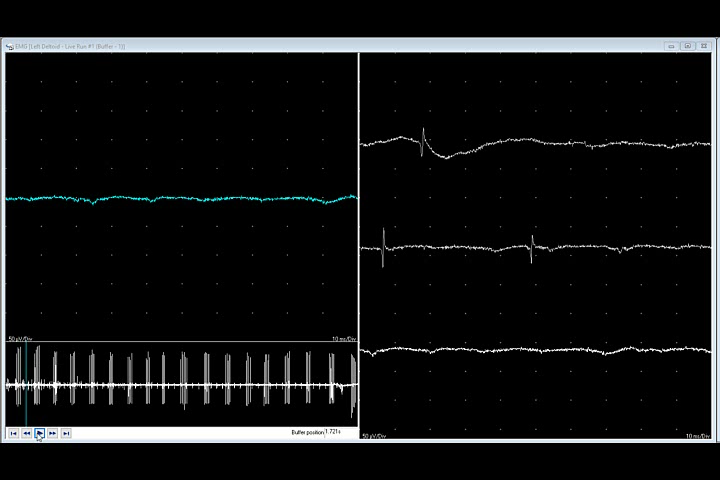 EMG [Left Deltoid - Live Run #1 (Buffer - 1)]
50 µV/Div
10 ms/Div
Buffer position 1.721s
50 µV/Div
10 ms/Div